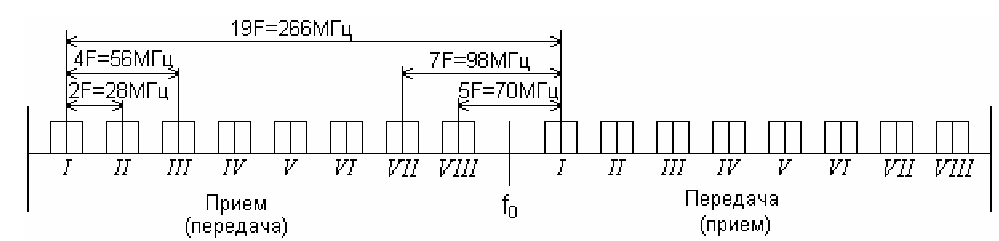 19F=266МГц
4F=56МГц 7F=98МГц
2F=28МГц 5F=70МГц
I II III IV V VI VII VIII I II III IV V VI VII VIII
Прием f₀ Передача
(передача) (прием)